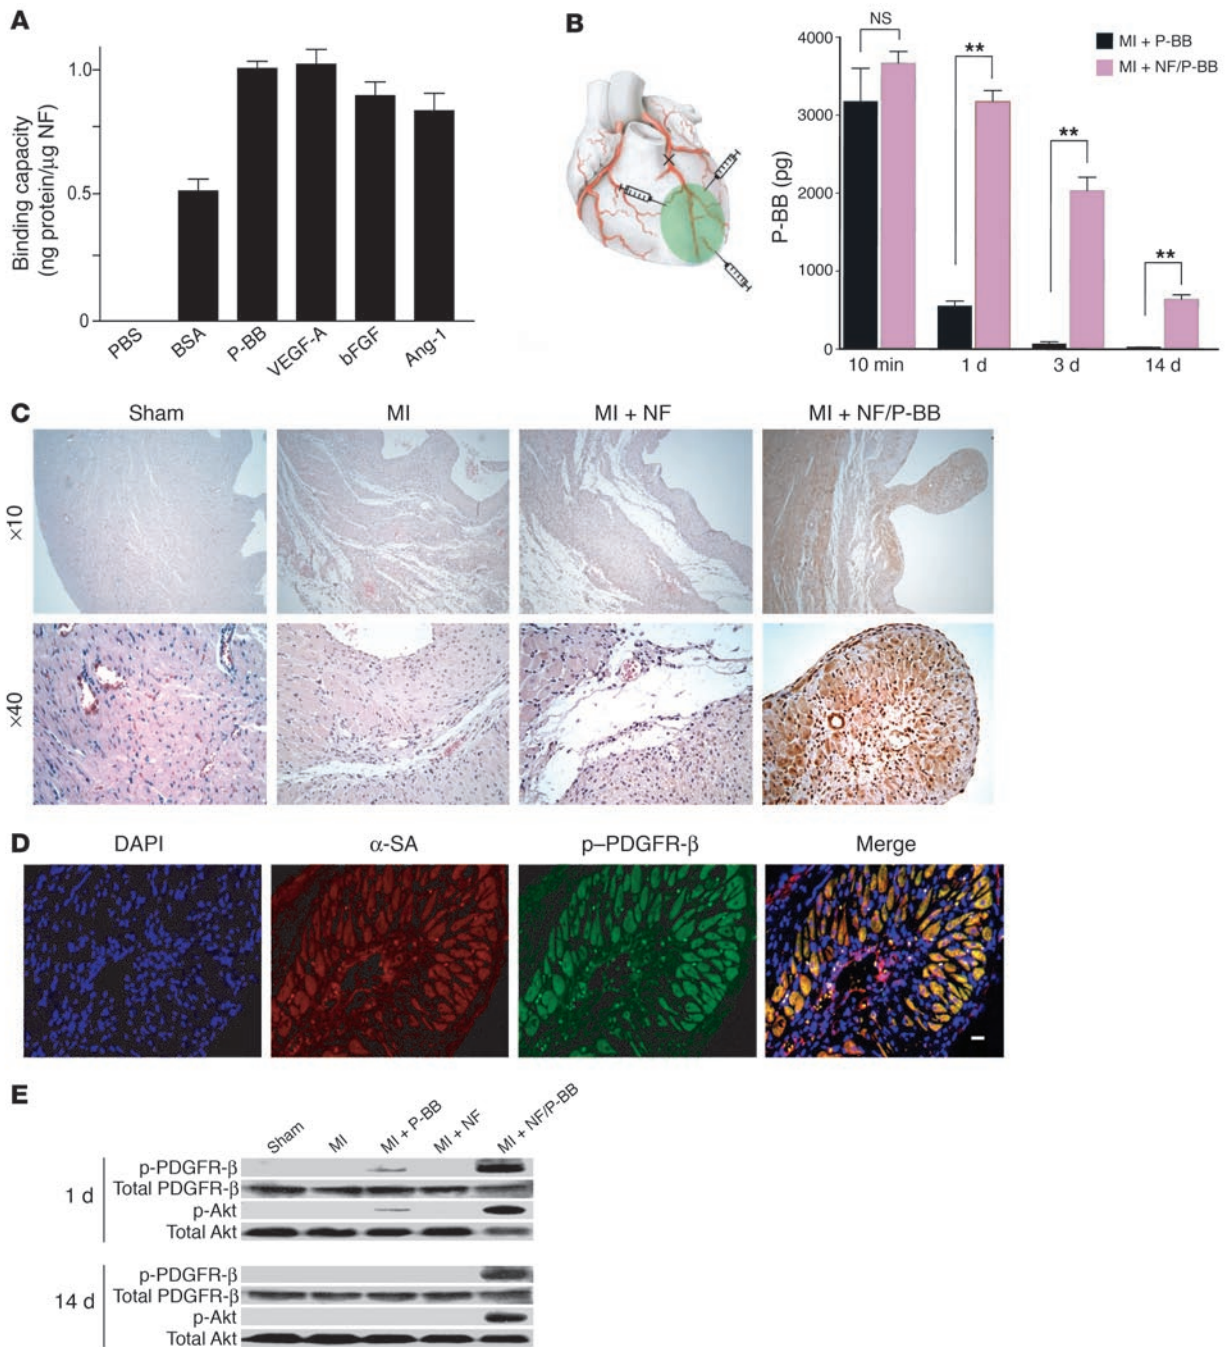 A
Binding capacity
(ng protein/μg NF)
1.0
0.5
0
PBS
BSA
P-BB
VEGF-A
bFGF
Ang-1
B
P-BB (pg)
4000
3000
2000
1000
0
NS
**
**
**
MI + P-BB
MI + NF/P-BB
10 min
1 d
3 d
14 d
C
Sham
MI
MI + NF
MI + NF/P-BB
×10
×40
D
DAPI
α-SA
p–PDGFR-β
Merge
E
Sham
MI
MI + P-BB
MI + NF
MI + NF/P-BB
1 d
p-PDGFR-β
Total PDGFR-β
p-Akt
Total Akt
14 d
p-PDGFR-β
Total PDGFR-β
p-Akt
Total Akt